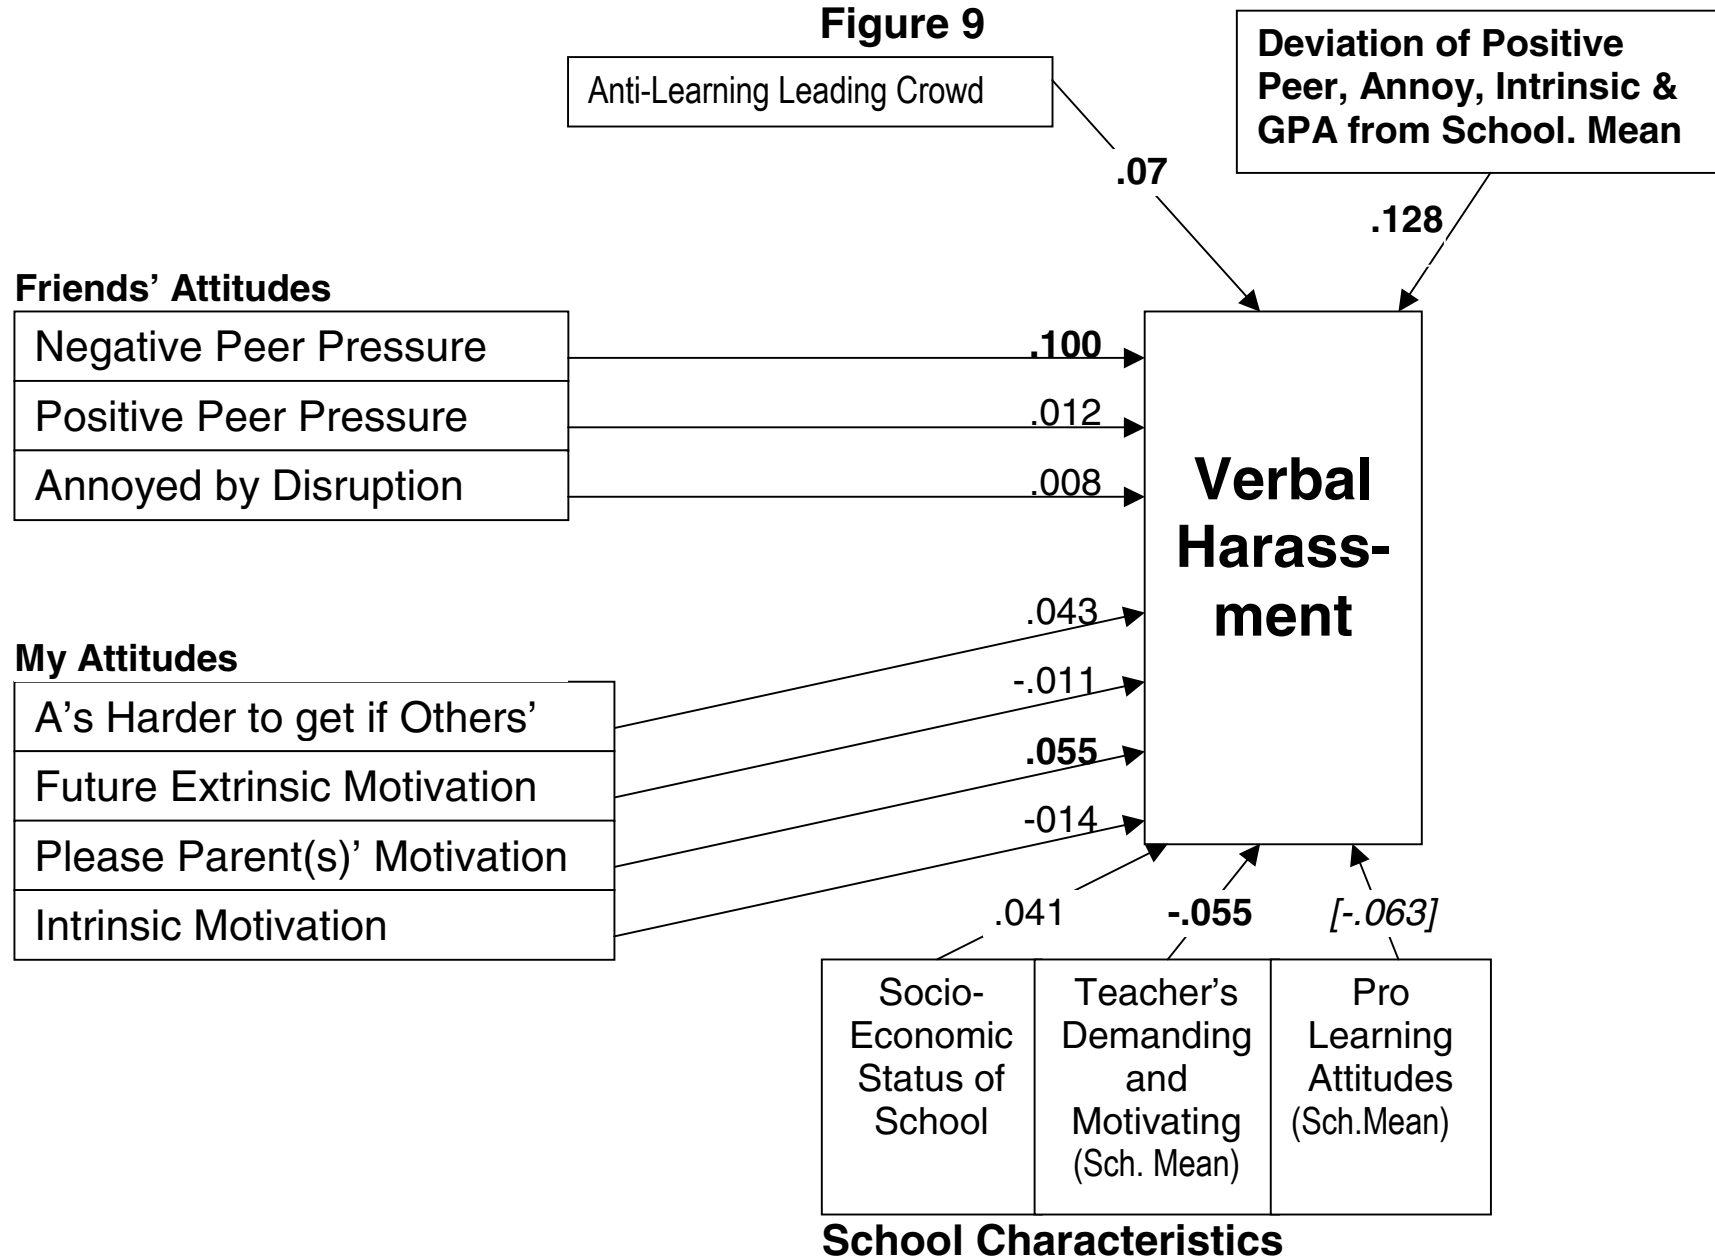 Figure 9
Anti-Learning Leading Crowd
Deviation of Positive
Peer, Annoy, Intrinsic &
GPA from School. Mean
.07
.128
Friends’ Attitudes
Negative Peer Pressure
.100
Positive Peer Pressure
.012
Annoyed by Disruption
.008
Verbal
Harass-
ment
My Attitudes
A’s Harder to get if Others’
.043
Future Extrinsic Motivation
-.011
Please Parent(s)’ Motivation
.055
Intrinsic Motivation
-014
.041
-.055
[-.063]
Socio-
Economic
Status of
School
Teacher’s
Demanding
and
Motivating
(Sch. Mean)
Pro
Learning
Attitudes
(Sch.Mean)
School Characteristics